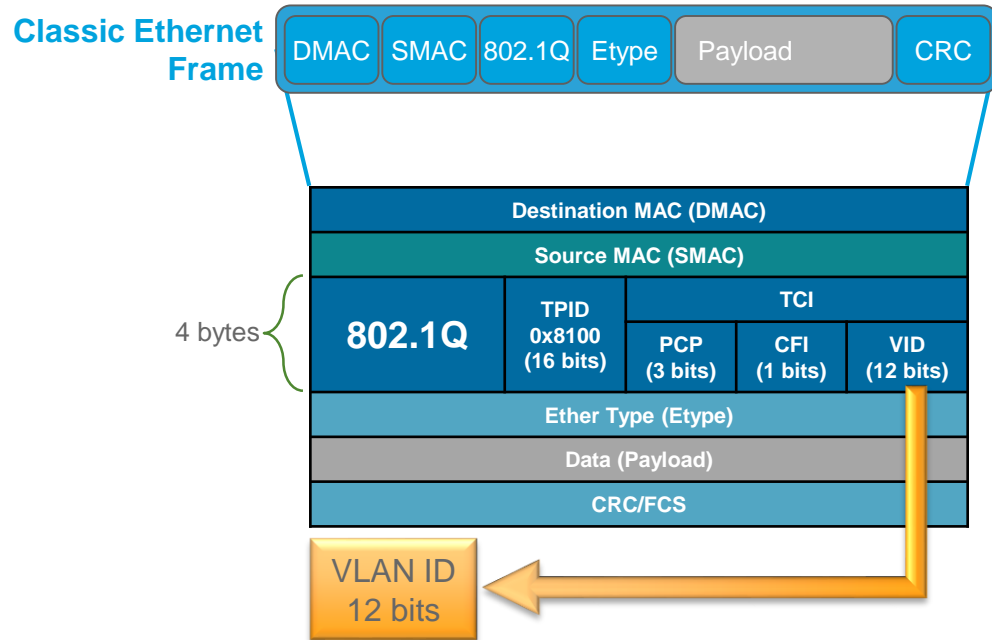 Classic Ethernet
Frame
DMAC SMAC 802.1Q Etype Payload CRC
Destination MAC (DMAC)
Source MAC (SMAC)
4 bytes
802.1Q
TPID
0x8100
(16 bits)
TCI
PCP
(3 bits)
CFI
(1 bits)
VID
(12 bits)
Ether Type (Etype)
Data (Payload)
CRC/FCS
VLAN ID
12 bits